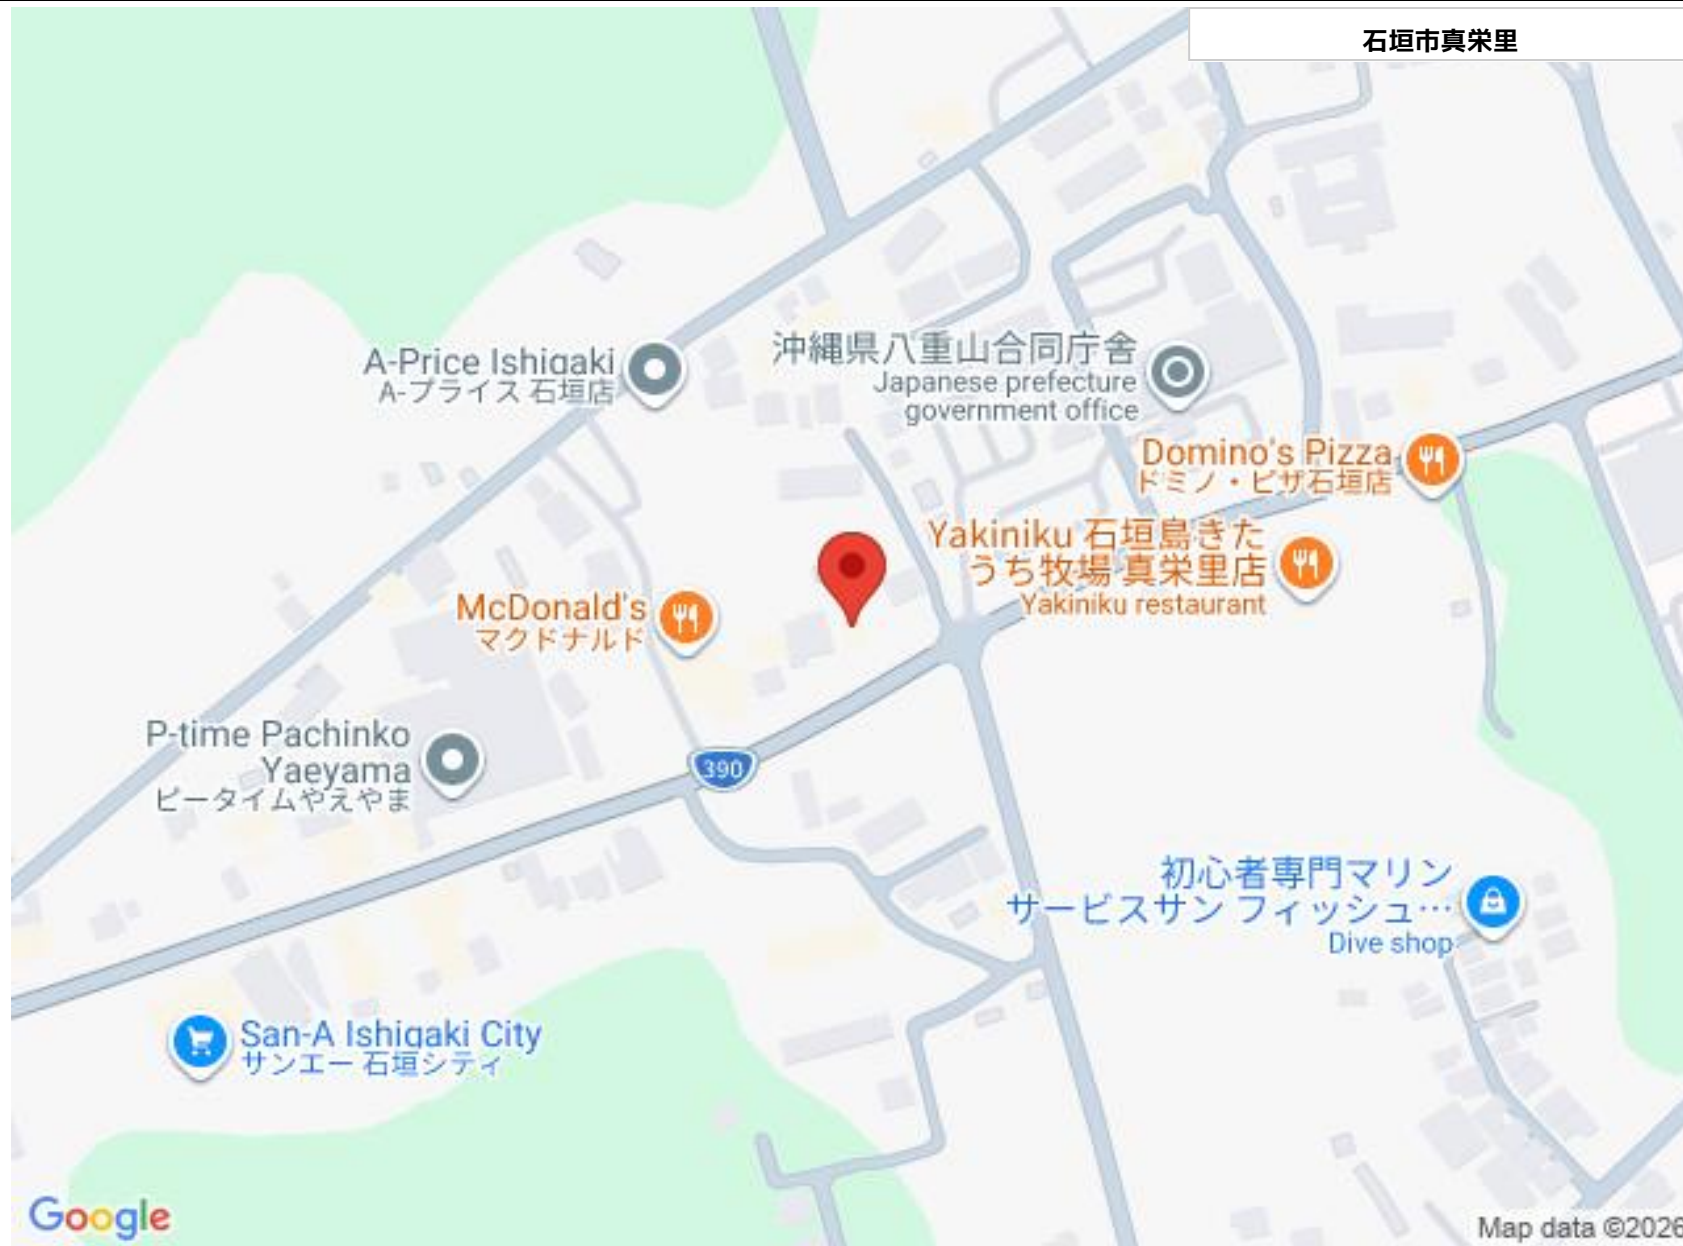 石垣市真栄里
A-Price Ishigaki
A-プライス 石垣店
沖縄県八重山合同庁舎
Japanese prefecture
government office
Domino's Pizza
ドミノ・ピザ石垣店
Yakiniku 石垣島きた
うち牧場 真栄里店
Yakiniku restaurant
McDonald's
マクドナルド
P-time Pachinko
Yaeyama
ピータイムやえやま
390
初心者専門マリン
サービスサン フィッシュ…
Dive shop
San-A Ishigaki City
サンエー 石垣シティ
Google
Map data ©2026